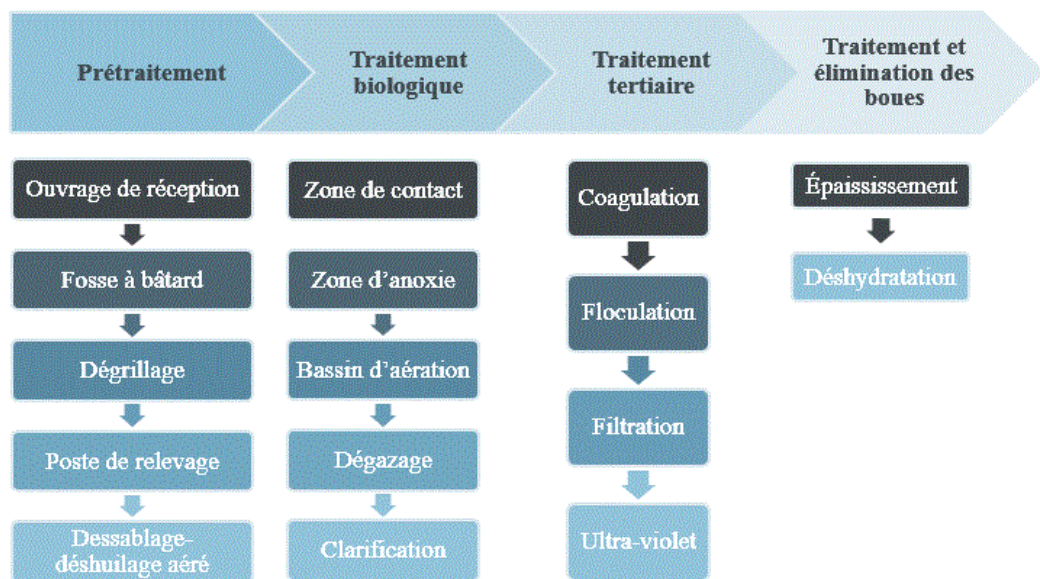 Prétraitement
Traitement
biologique
Traitement
tertiaire
Traitement et
élimination des
boues
Ouvrage de réception
Fosse à bâtard
Dégrillage
Poste de relevage
Dessablage-
déshuilage aéré
Zone de contact
Zone d'anoxie
Bassin d'aération
Dégazage
Clarification
Coagulation
Floculation
Filtration
Ultra-violet
Épaississement
Déshydratation